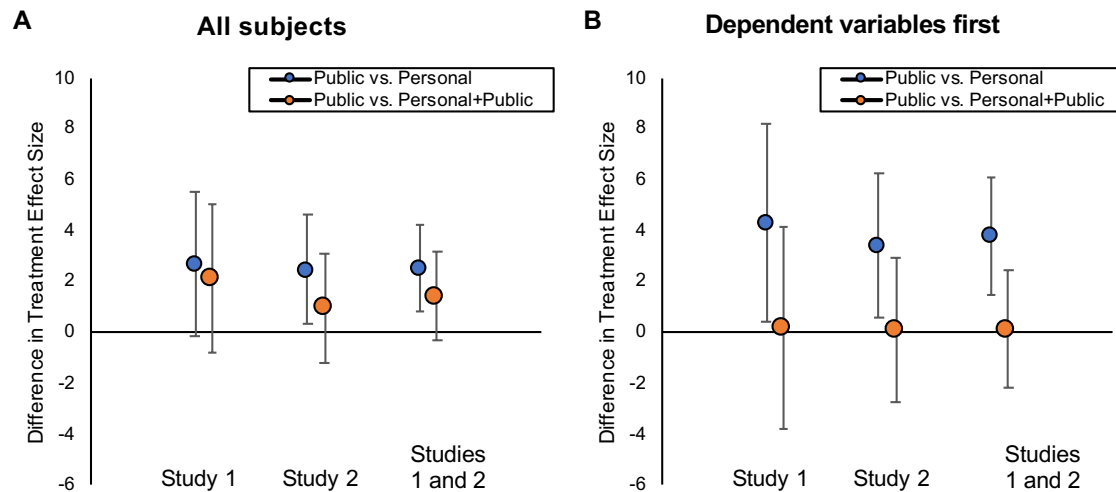 A
All subjects
Public vs. Personal
Public vs. Personal+Public
Difference in Treatment Effect Size
10
8
6
4
2
0
-2
-4
-6
Study 1
Study 2
Studies
1 and 2
B
Dependent variables first
Public vs. Personal
Public vs. Personal+Public
Difference in Treatment Effect Size
10
8
6
4
2
0
-2
-4
-6
Study 1
Study 2
Studies
1 and 2